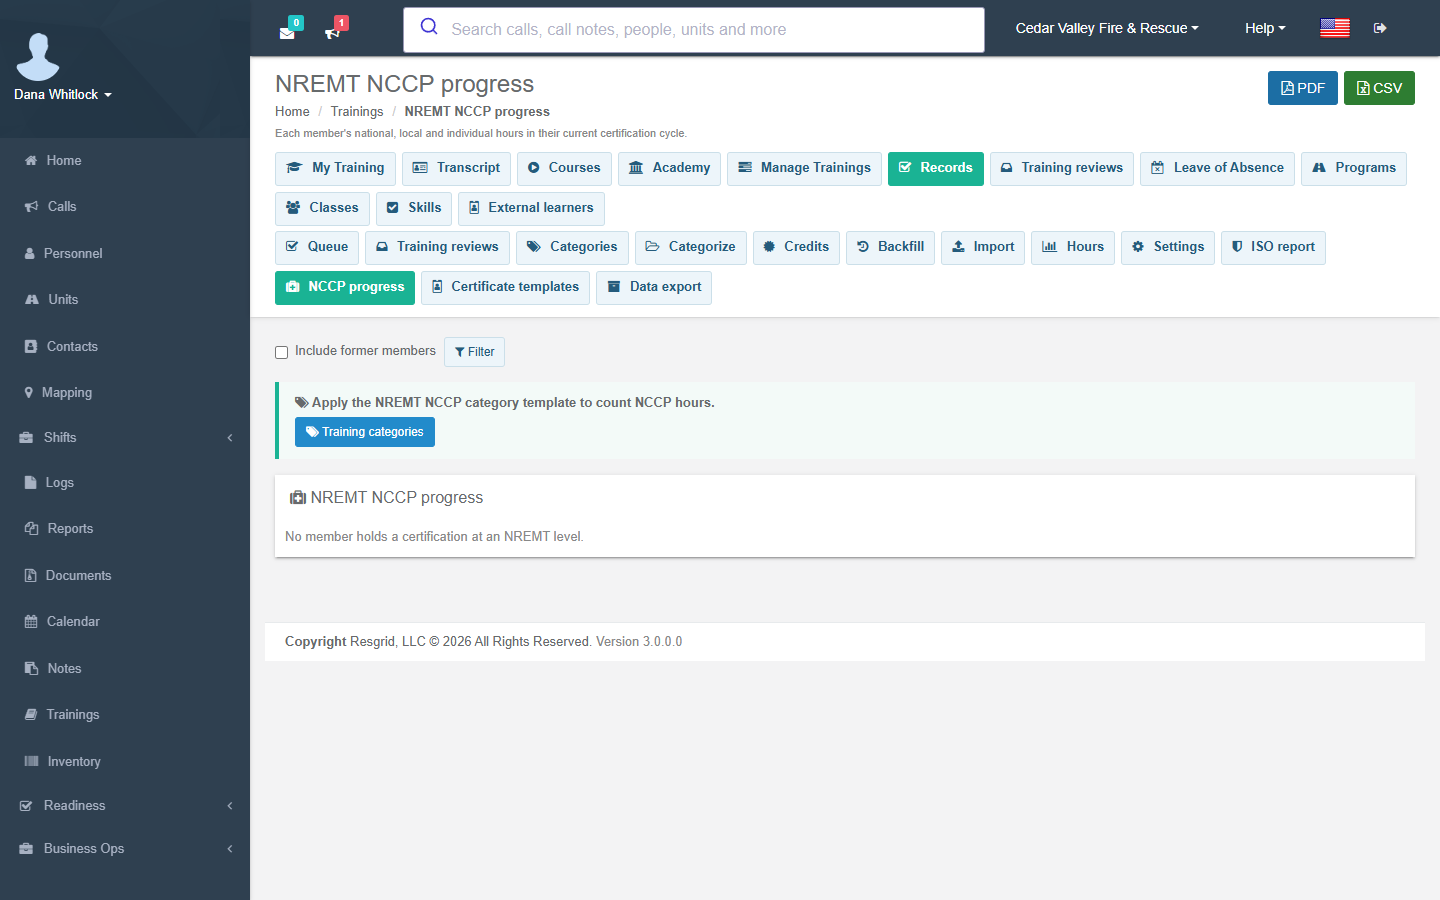 0
1
Search calls, call notes, people, units and more
Cedar Valley Fire & Rescue
Help
Dana Whitlock
Home
Calls
Personnel
Units
Contacts
Mapping
Shifts
Logs
Reports
Documents
Calendar
Notes
Trainings
Inventory
Readiness
Business Ops
NREMT NCCP progress
PDF
CSV
Home / Trainings / NREMT NCCP progress
Each member's national, local and individual hours in their current certification cycle.
My Training
Transcript
Courses
Academy
Manage Trainings
Records
Training reviews
Leave of Absence
Programs
Classes
Skills
External learners
Queue
Training reviews
Categories
Categorize
Credits
Backfill
Import
Hours
Settings
ISO report
NCCP progress
Certificate templates
Data export
Include former members
Filter
Apply the NREMT NCCP category template to count NCCP hours.
Training categories
NREMT NCCP progress
No member holds a certification at an NREMT level.
Copyright Resgrid, LLC © 2026 All Rights Reserved. Version 3.0.0.0